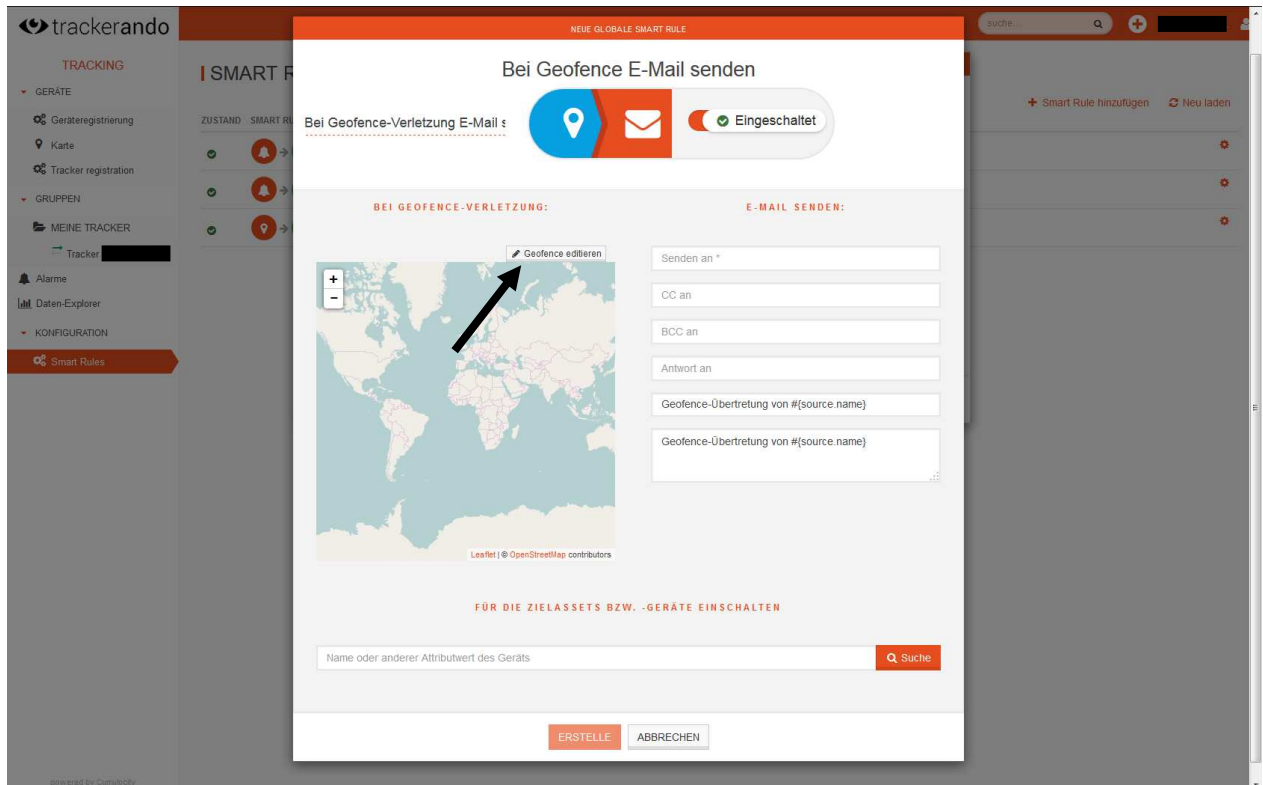 trackerando
NEUE GLOBALE SMART RULE
suche...
TRACKING
GERÄTE
Geräteregistrierung
Karte
Tracker registration
GRUPPEN
MEINE TRACKER
Tracker
Alarme
Daten-Explorer
KONFIGURATION
Smart Rules
powered by Cumulocity
SMART R
Smart Rule hinzufügen
Neu laden
ZUSTAND SMART RU
Bei Geofence E-Mail senden
Bei Geofence-Verletzung E-Mail s
Eingeschaltet
BEI GEOFENCE-VERLETZUNG:
E-MAIL SENDEN:
Geofence editieren
+
−
Leaflet | © OpenStreetMap contributors
Senden an *
CC an
BCC an
Antwort an
Geofence-Übertretung von #{source.name}
Geofence-Übertretung von #{source.name}
FÜR DIE ZIELASSETS BZW. -GERÄTE EINSCHALTEN
Name oder anderer Attributwert des Geräts
Suche
ERSTELLE
ABBRECHEN